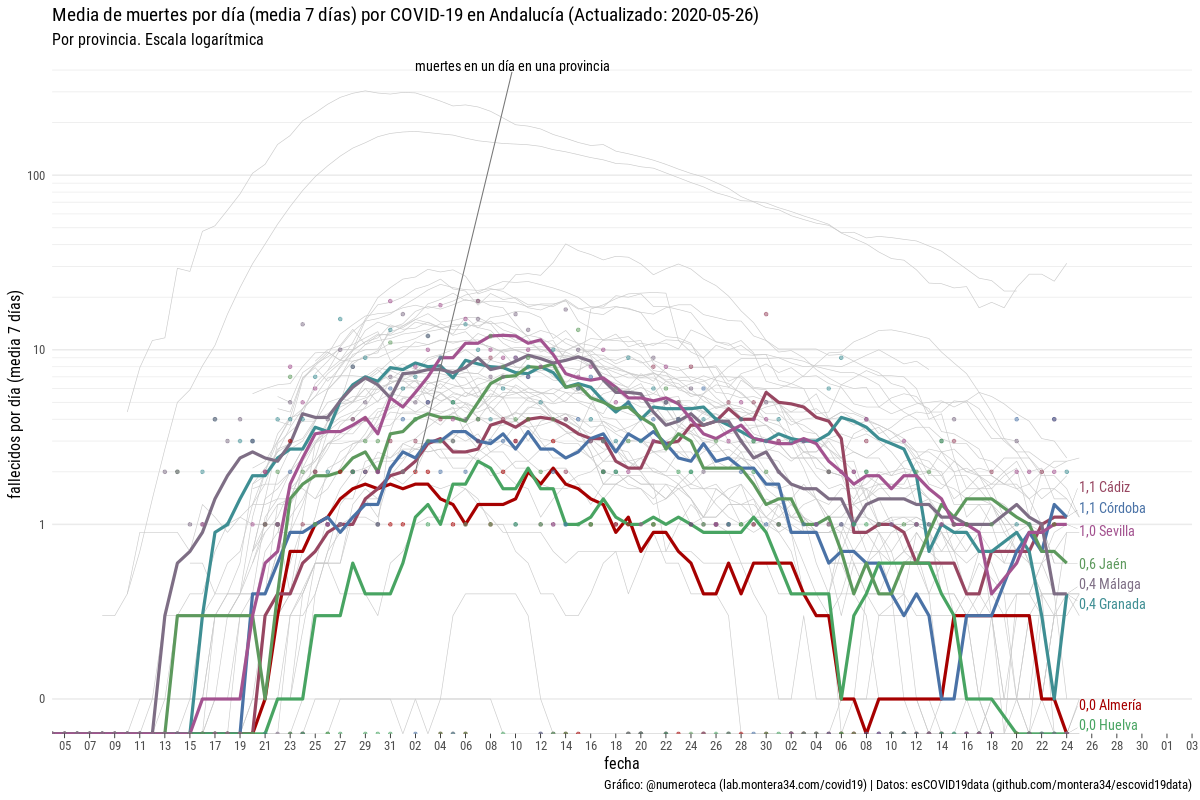 Media de muertes por día (media 7 días) por COVID-19 en Andalucía (Actualizado: 2020-05-26)
Por provincia. Escala logarítmica
muertes en un día en una provincia
fallecidos por día (media 7 días)
100
10
1
0
1,1 Cádiz
1,1 Córdoba
1,0 Sevilla
0,6 Jaén
0,4 Málaga
0,4 Granada
0,0 Almería
0,0 Huelva
05 07 09 11 13 15 17 19 21 23 25 27 29 31 02 04 06 08 10 12 14 16 18 20 22 24 26 28 30 02 04 06 08 10 12 14 16 18 20 22 24 26 28 30 01 03
fecha
Gráfico: @numeroteca (lab.montera34.com/covid19) | Datos: esCOVID19data (github.com/montera34/escovid19data)